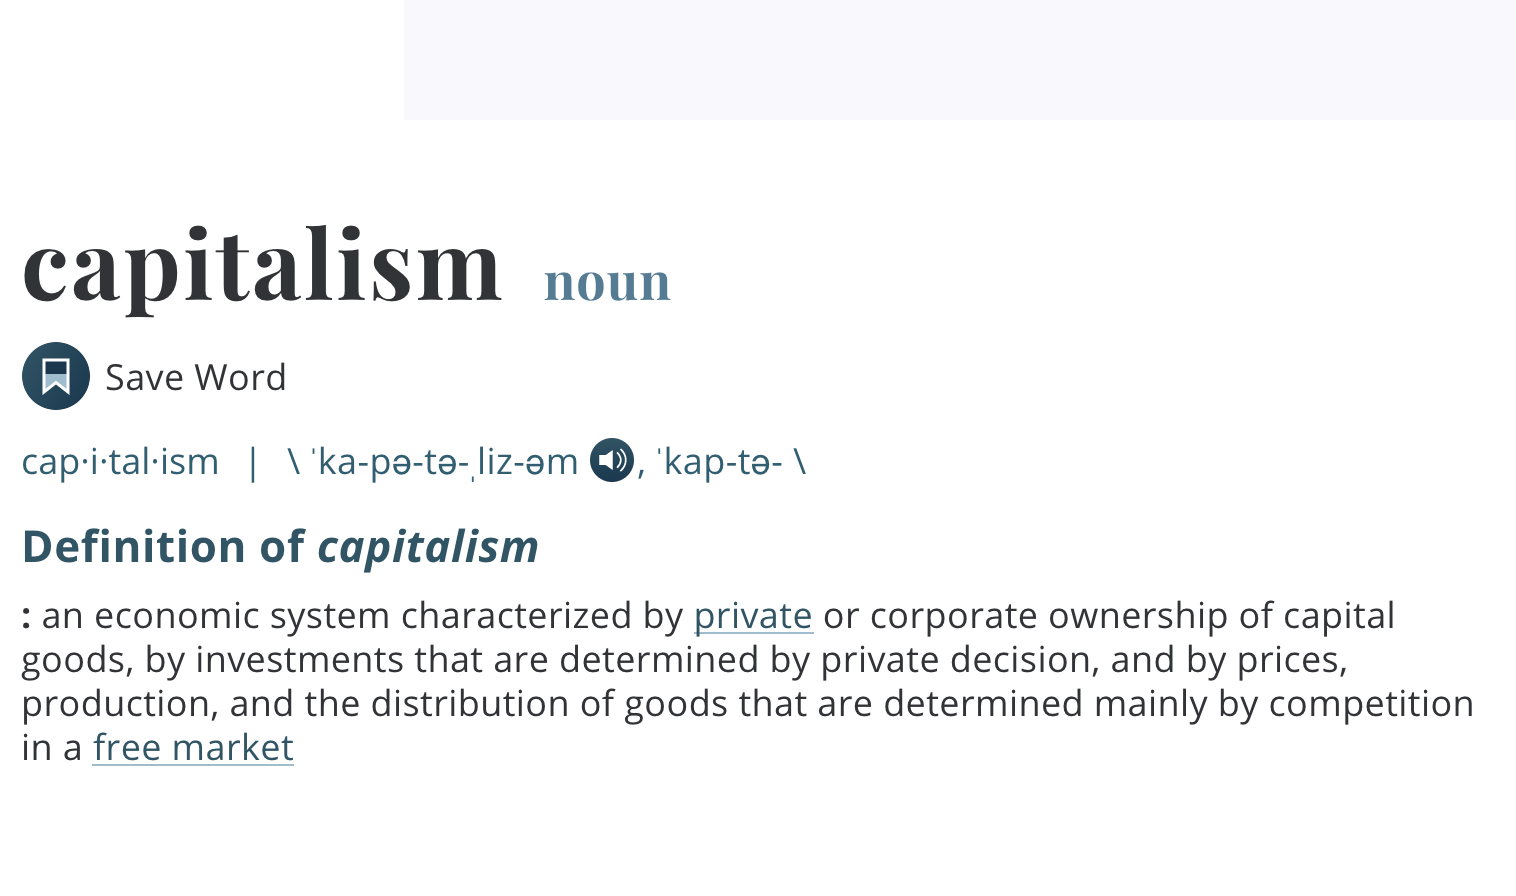 capitalism noun
Save Word
cap·i·tal·ism | \ ˈka-pə-tə-ˌliz-əm , ˈkap-tə- \
Definition of capitalism
: an economic system characterized by private or corporate ownership of capital
goods, by investments that are determined by private decision, and by prices,
production, and the distribution of goods that are determined mainly by competition
in a free market